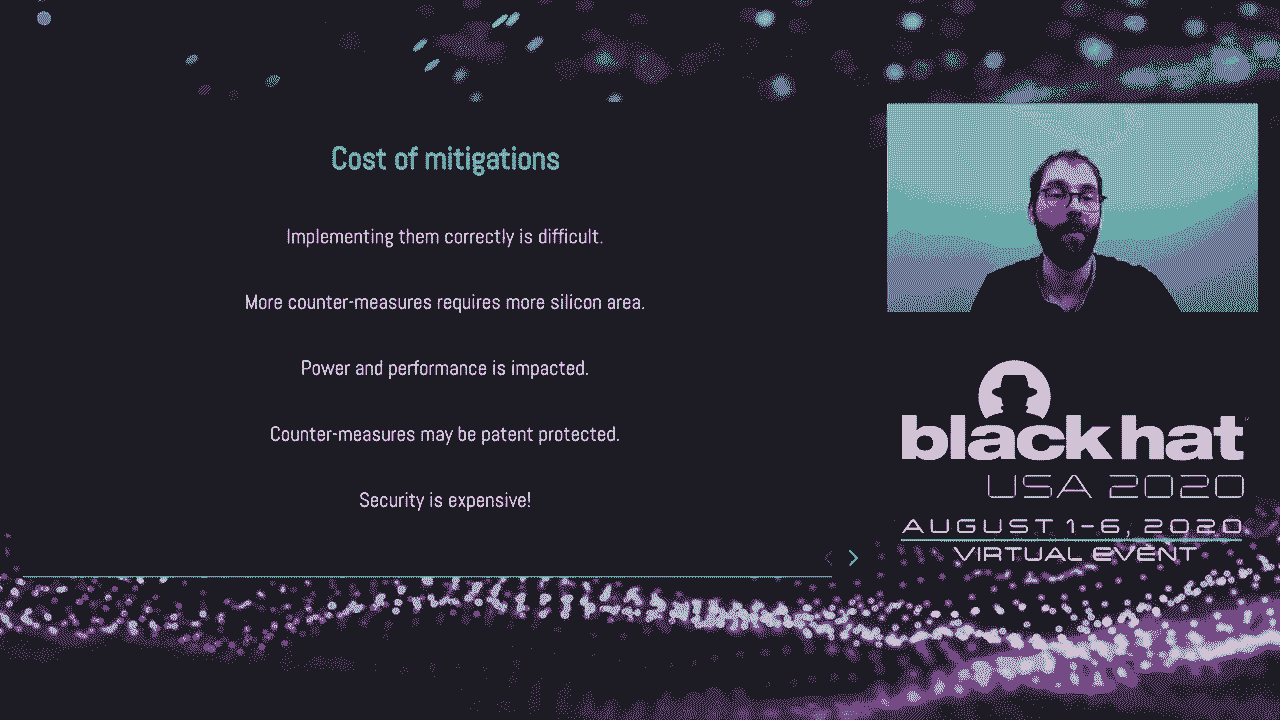 Cost of mitigations
Implementing them correctly is difficult.
More counter-measures requires more silicon area.
Power and performance is impacted.
Counter-measures may be patent protected.
Security is expensive!
black hat
USA 2020
AUGUST 1-6, 2020
VIRTUAL EVENT